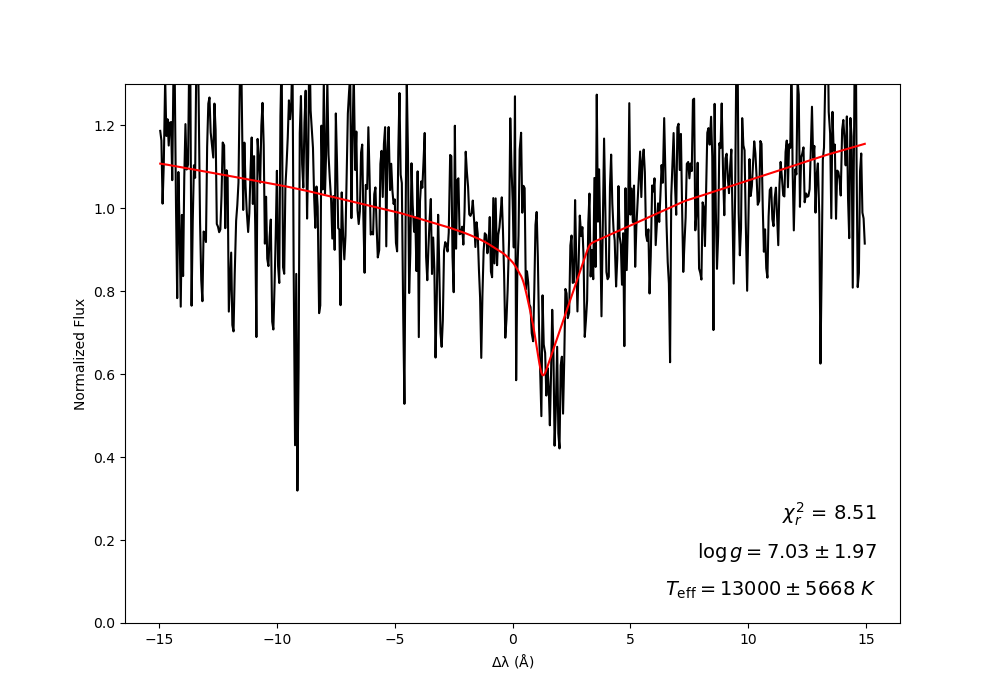 1.2
1.0
0.8
0.6
0.4
0.2
0.0
Normalized Flux
χ²ᵣ = 8.51
log g = 7.03 ± 1.97
T_eff = 13000 ± 5668 K
−15 −10 −5 0 5 10 15
Δλ (Å)